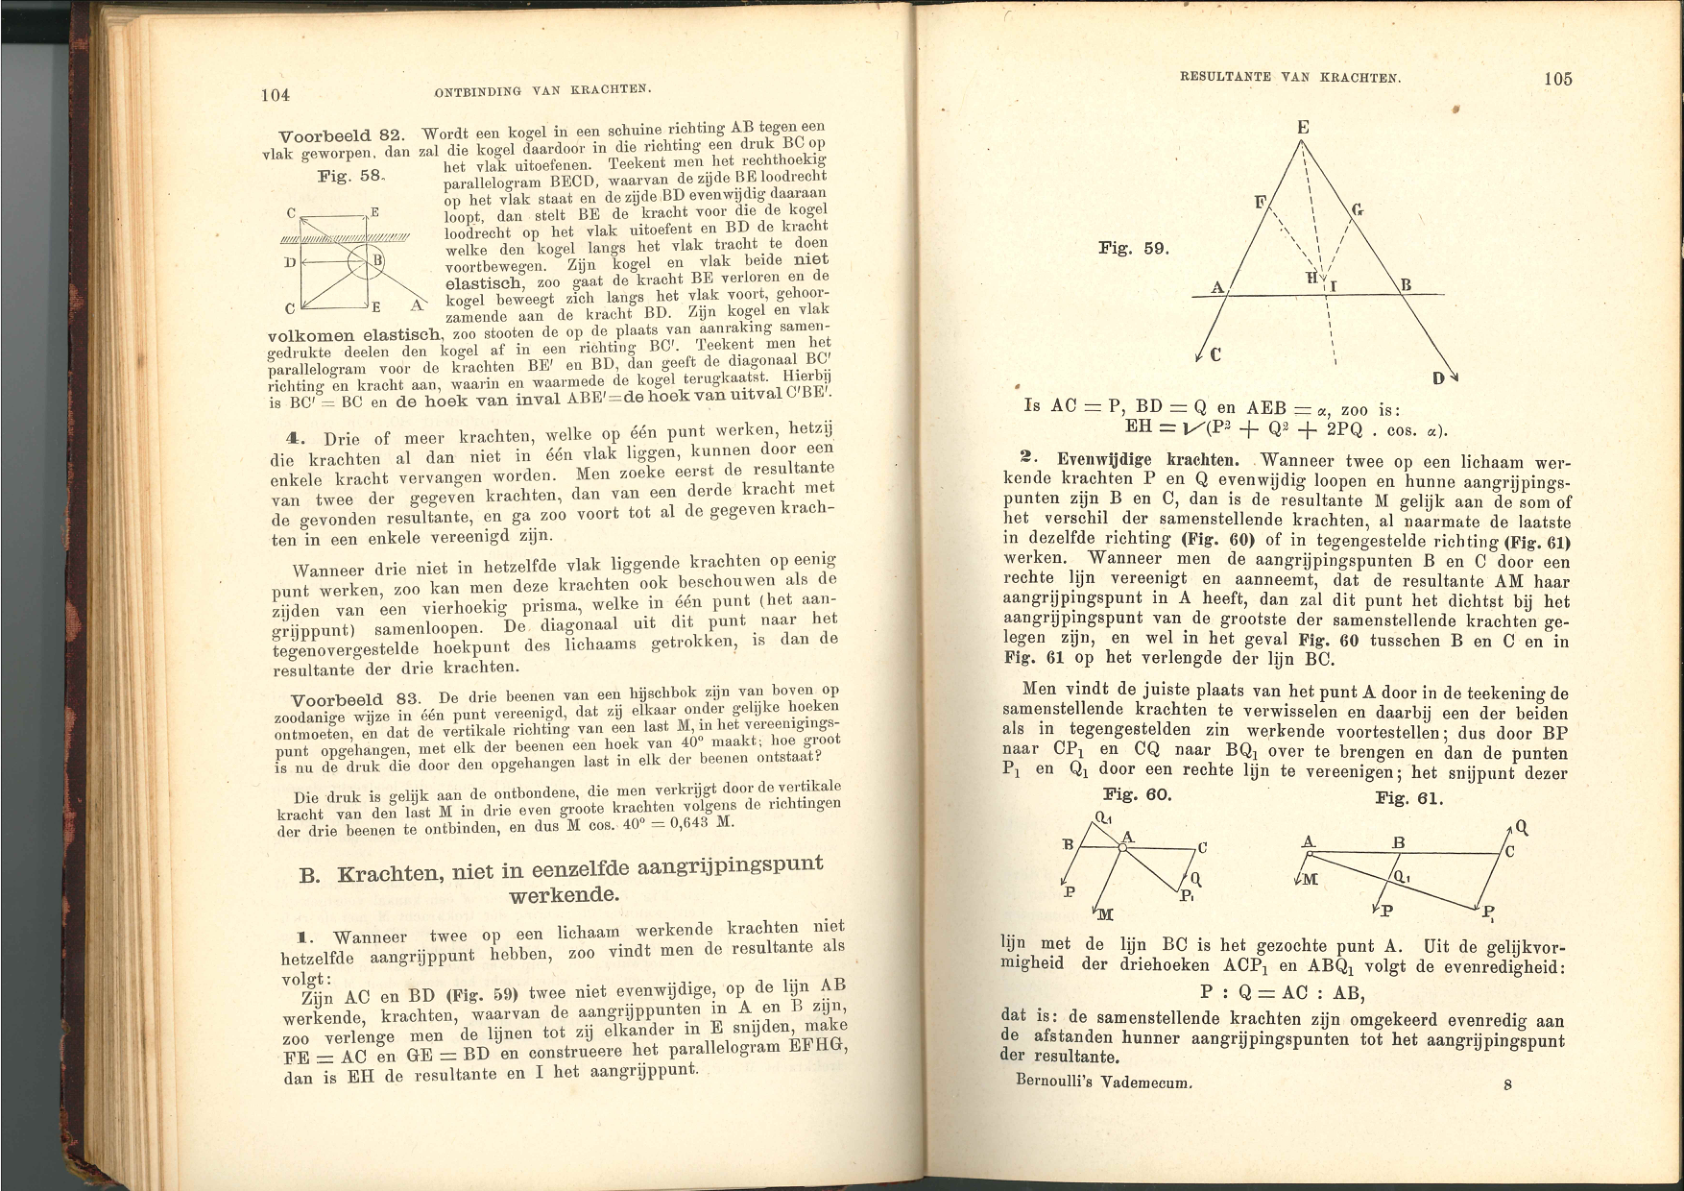 104 ONTBINDING VAN KRACHTEN.
Voorbeeld 82. Wordt een kogel in een schuine richting AB tegen een
vlak geworpen, dan zal die kogel daardoor in die richting een druk BC op
het vlak uitoefenen. Teekent men het rechthoekig
Fig. 58.
parallelogram BECD, waarvan de zijde BE loodrecht
op het vlak staat en de zijde BD evenwijdig daaraan
loopt, dan stelt BE de kracht voor die de kogel
loodrecht op het vlak uitoefent en BD de kracht
welke den kogel langs het vlak tracht te doen
voortbewegen. Zijn kogel en vlak beide niet
elastisch, zoo gaat de kracht BE verloren en de
kogel beweegt zich langs het vlak voort, gehoor-
zamende aan de kracht BD. Zijn kogel en vlak
C E
D B
C E A
volkomen elastisch, zoo stooten de op de plaats van aanraking samen-
gedrukte deelen den kogel af in een richting BC'. Teekent men het
parallelogram voor de krachten BE' en BD, dan geeft de diagonaal BC'
richting en kracht aan, waarin en waarmede de kogel terugkaatst. Hierbij
is BC' = BC en de hoek van inval ABE'=de hoek van uitval C'BE'.
4. Drie of meer krachten, welke op één punt werken, hetzij
die krachten al dan niet in één vlak liggen, kunnen door een
enkele kracht vervangen worden. Men zoeke eerst de resultante
van twee der gegeven krachten, dan van een derde kracht met
de gevonden resultante, en ga zoo voort tot al de gegeven krach-
ten in een enkele vereenigd zijn.
Wanneer drie niet in hetzelfde vlak liggende krachten op eenig
punt werken, zoo kan men deze krachten ook beschouwen als de
zijden van een vierhoekig prisma, welke in één punt (het aan-
grijppunt) samenloopen. De diagonaal uit dit punt naar het
tegenovergestelde hoekpunt des lichaams getrokken, is dan de
resultante der drie krachten.
Voorbeeld 83. De drie beenen van een hijschbok zijn van boven op
zoodanige wijze in één punt vereenigd, dat zij elkaar onder gelijke hoeken
ontmoeten, en dat de vertikale richting van een last M, in het vereenigings-
punt opgehangen, met elk der beenen een hoek van 40° maakt; hoe groot
is nu de druk die door den opgehangen last in elk der beenen ontstaat?
Die druk is gelijk aan de ontbondene, die men verkrijgt door de vertikale
kracht van den last M in drie even groote krachten volgens de richtingen
der drie beenen te ontbinden, en dus M cos. 40° = 0,643 M.
B. Krachten, niet in eenzelfde aangrijpingspunt
werkende.
1. Wanneer twee op een lichaam werkende krachten niet
hetzelfde aangrijppunt hebben, zoo vindt men de resultante als
volgt:
Zijn AC en BD (Fig. 59) twee niet evenwijdige, op de lijn AB
werkende, krachten, waarvan de aangrijppunten in A en B zijn,
zoo verlenge men de lijnen tot zij elkander in E snijden, make
FE = AC en GE = BD en construeere het parallelogram EFHG,
dan is EH de resultante en I het aangrijppunt.
RESULTANTE VAN KRACHTEN. 105
E
F G
Fig. 59.
H
A I B
C
D
Is AC = P, BD = Q en AEB = α, zoo is:
EH = √(P² + Q² + 2PQ . cos. α).
2. Evenwijdige krachten. Wanneer twee op een lichaam wer-
kende krachten P en Q evenwijdig loopen en hunne aangrijpings-
punten zijn B en C, dan is de resultante M gelijk aan de som of
het verschil der samenstellende krachten, al naarmate de laatste
in dezelfde richting (Fig. 60) of in tegengestelde richting (Fig. 61)
werken. Wanneer men de aangrijpingspunten B en C door een
rechte lijn vereenigt en aanneemt, dat de resultante AM haar
aangrijpingspunt in A heeft, dan zal dit punt het dichtst bij het
aangrijpingspunt van de grootste der samenstellende krachten ge-
legen zijn, en wel in het geval Fig. 60 tusschen B en C en in
Fig. 61 op het verlengde der lijn BC.
Men vindt de juiste plaats van het punt A door in de teekening de
samenstellende krachten te verwisselen en daarbij een der beiden
als in tegengestelden zin werkende voortestellen; dus door BP
naar CP₁ en CQ naar BQ₁ over te brengen en dan de punten
P₁ en Q₁ door een rechte lijn te vereenigen; het snijpunt dezer
Fig. 60. Fig. 61.
Q₁
B A C
P Q
P₁
M
Q
A B C
M Q₁
P P₁
lijn met de lijn BC is het gezochte punt A. Uit de gelijkvor-
migheid der driehoeken ACP₁ en ABQ₁ volgt de evenredigheid:
P : Q = AC : AB,
dat is: de samenstellende krachten zijn omgekeerd evenredig aan
de afstanden hunner aangrijpingspunten tot het aangrijpingspunt
der resultante.
Bernoulli's Vademecum. 8